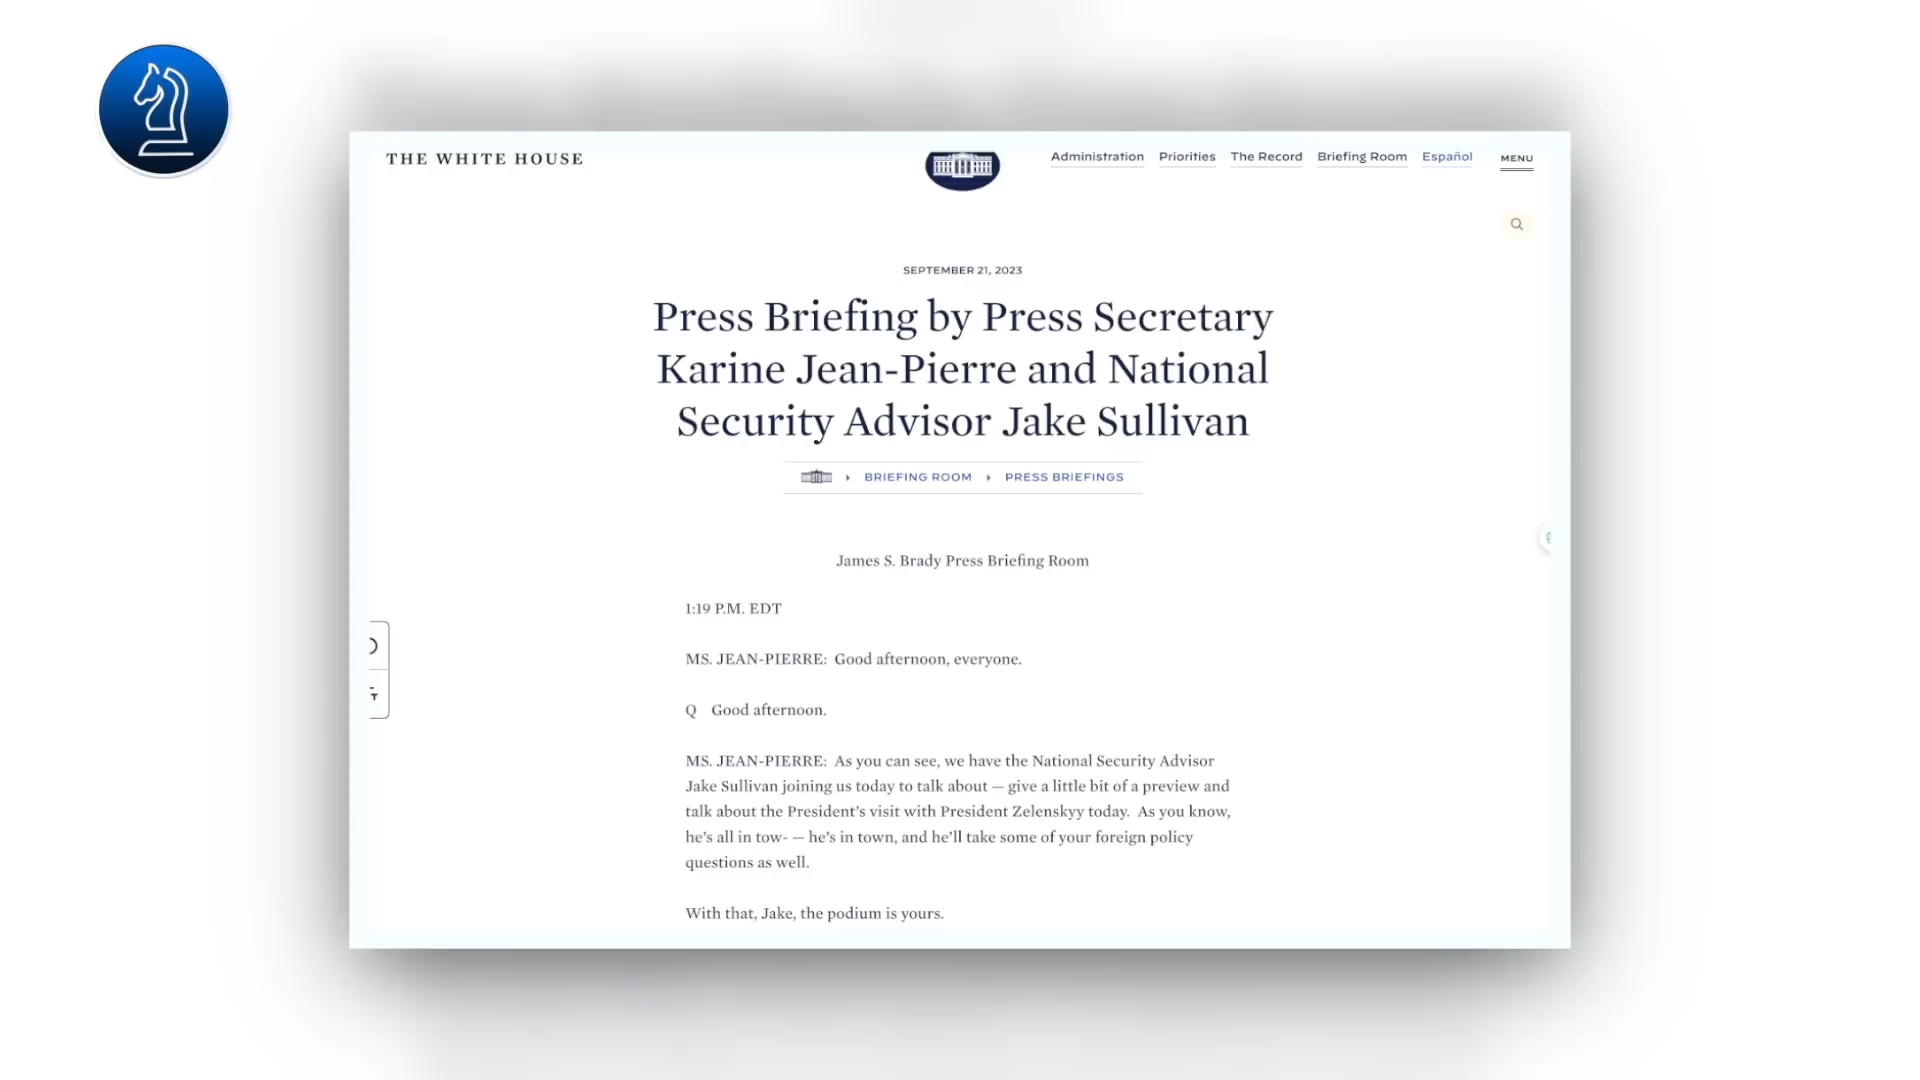 THE WHITE HOUSE
Administration Priorities The Record Briefing Room Español MENU
SEPTEMBER 21, 2023
Press Briefing by Press Secretary
Karine Jean-Pierre and National
Security Advisor Jake Sullivan
BRIEFING ROOM PRESS BRIEFINGS
James S. Brady Press Briefing Room
1:19 P.M. EDT
MS. JEAN-PIERRE:  Good afternoon, everyone.
Q    Good afternoon.
MS. JEAN-PIERRE:  As you can see, we have the National Security Advisor
Jake Sullivan joining us today to talk about — give a little bit of a preview and
talk about the President’s visit with President Zelenskyy today.  As you know,
he’s all in tow- — he’s in town, and he’ll take some of your foreign policy
questions as well.
With that, Jake, the podium is yours.